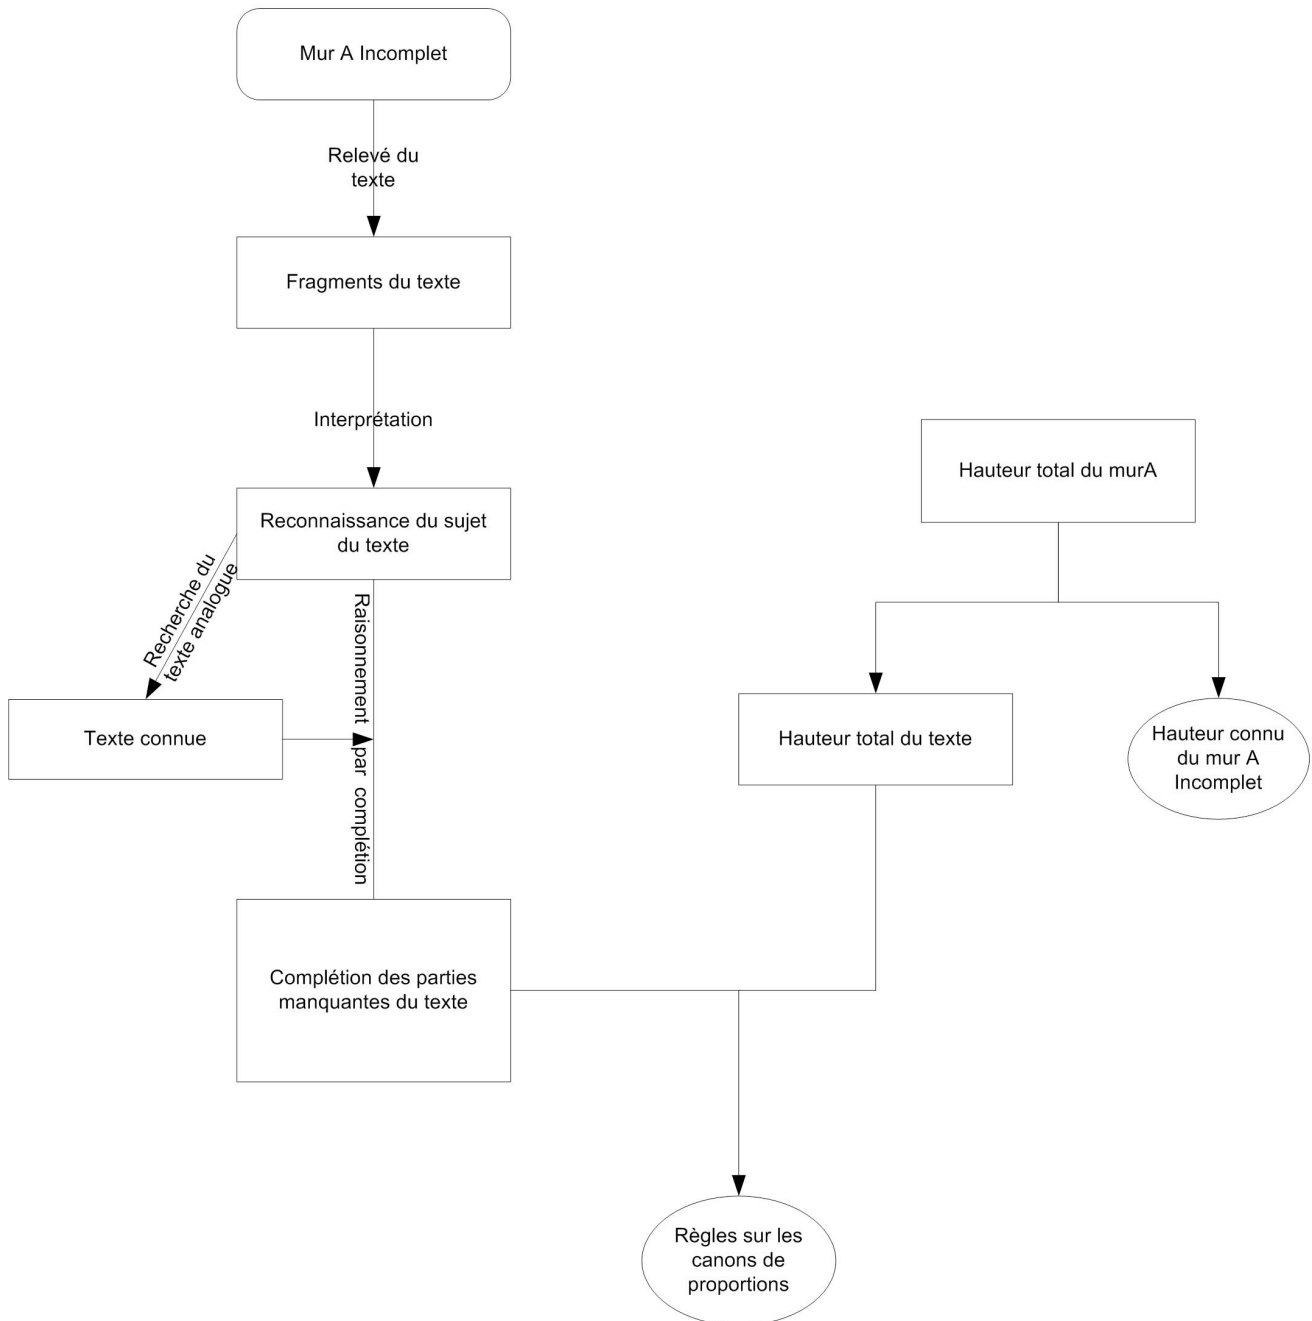 Mur A Incomplet
Relevé du
texte
Fragments du texte
Interprétation
Hauteur total du murA
Reconnaissance du sujet
du texte
Recherche du
texte analogue
Raisonnement par complétion
Texte connue
Hauteur total du texte
Hauteur connu
du mur A
Incomplet
Complétion des parties
manquantes du texte
Règles sur les
canons de
proportions